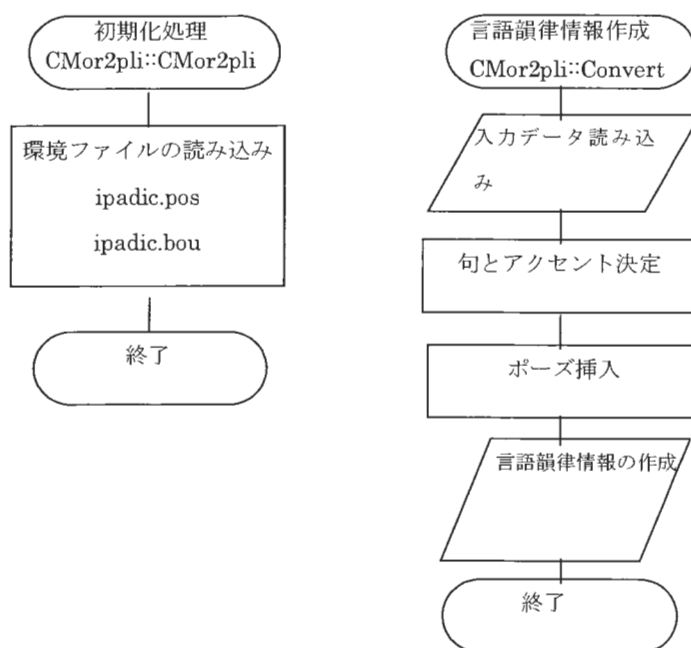 初期化処理
CMor2pli::CMor2pli
環境ファイルの読み込み
ipadic.pos
ipadic.bou
終了
言語韻律情報作成
CMor2pli::Convert
入力データ読み込
み
句とアクセント決定
ポーズ挿入
言語韻律情報の作成
終了